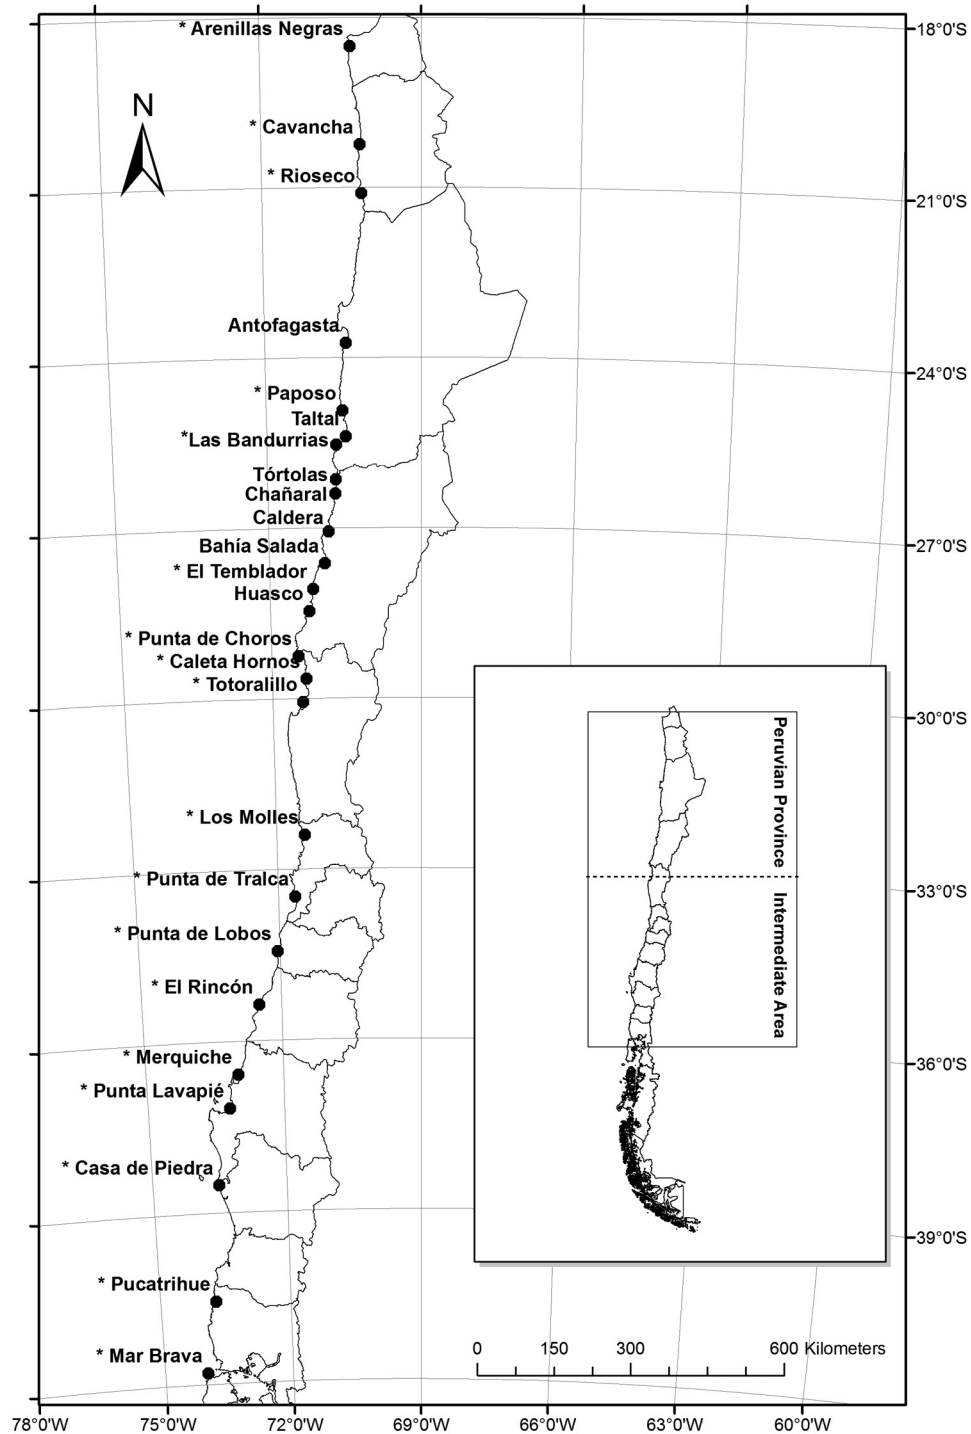 * Arenillas Negras
18°0'S
N
* Cavancha
* Rioseco
21°0'S
Antofagasta
24°0'S
* Paposo
Taltal
*Las Bandurrias
Tórtolas
Chañaral
Caldera
27°0'S
Bahía Salada
* El Temblador
Huasco
* Punta de Choros
* Caleta Hornos
* Totoralillo
30°0'S
Peruvian Province
Intermediate Area
* Los Molles
* Punta de Tralca
33°0'S
* Punta de Lobos
* El Rincón
* Merquiche
36°0'S
* Punta Lavapié
* Casa de Piedra
39°0'S
* Pucatrihue
* Mar Brava
0 150 300 600 Kilometers
78°0'W 75°0'W 72°0'W 69°0'W 66°0'W 63°0'W 60°0'W